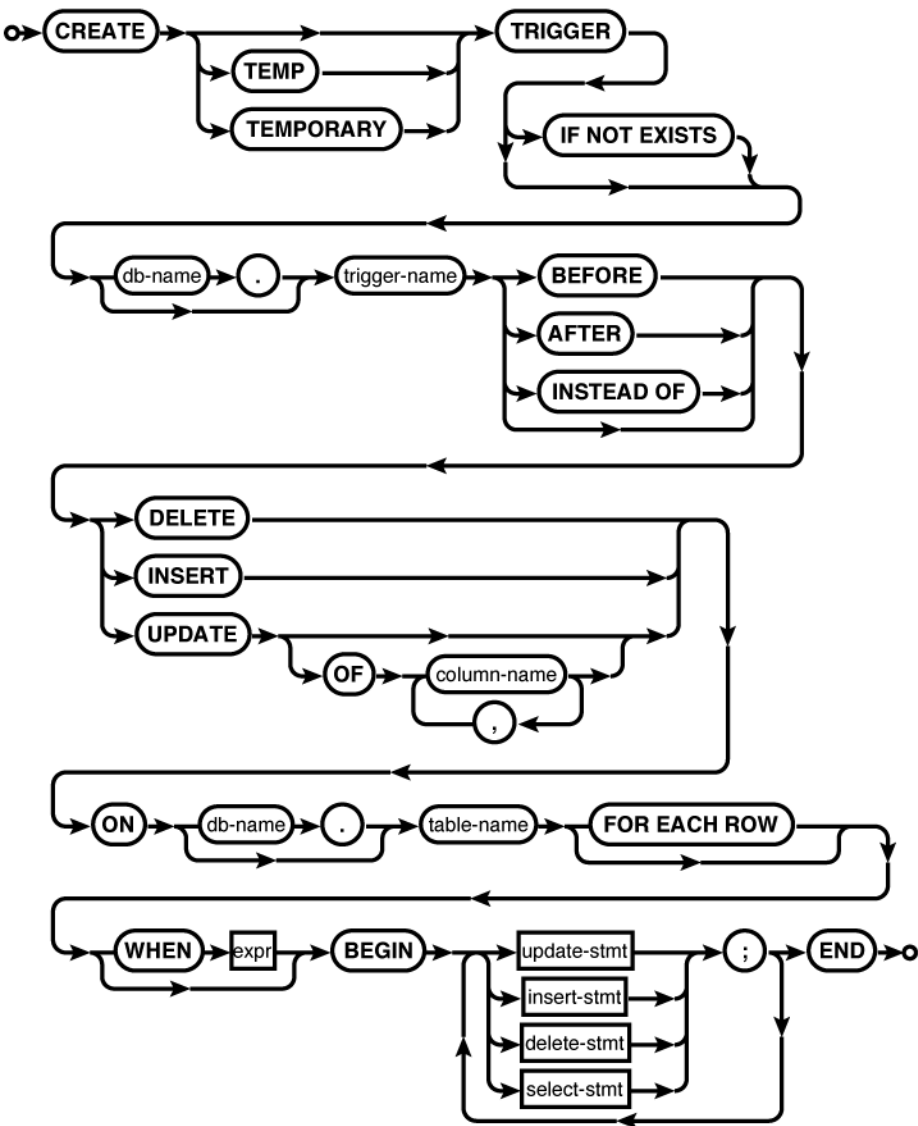 CREATE TRIGGER
TEMP
TEMPORARY IF NOT EXISTS
db-name . trigger-name BEFORE
AFTER
INSTEAD OF
DELETE
INSERT
UPDATE
OF column-name
,
ON db-name . table-name FOR EACH ROW
WHEN expr BEGIN update-stmt ; END
insert-stmt
delete-stmt
select-stmt